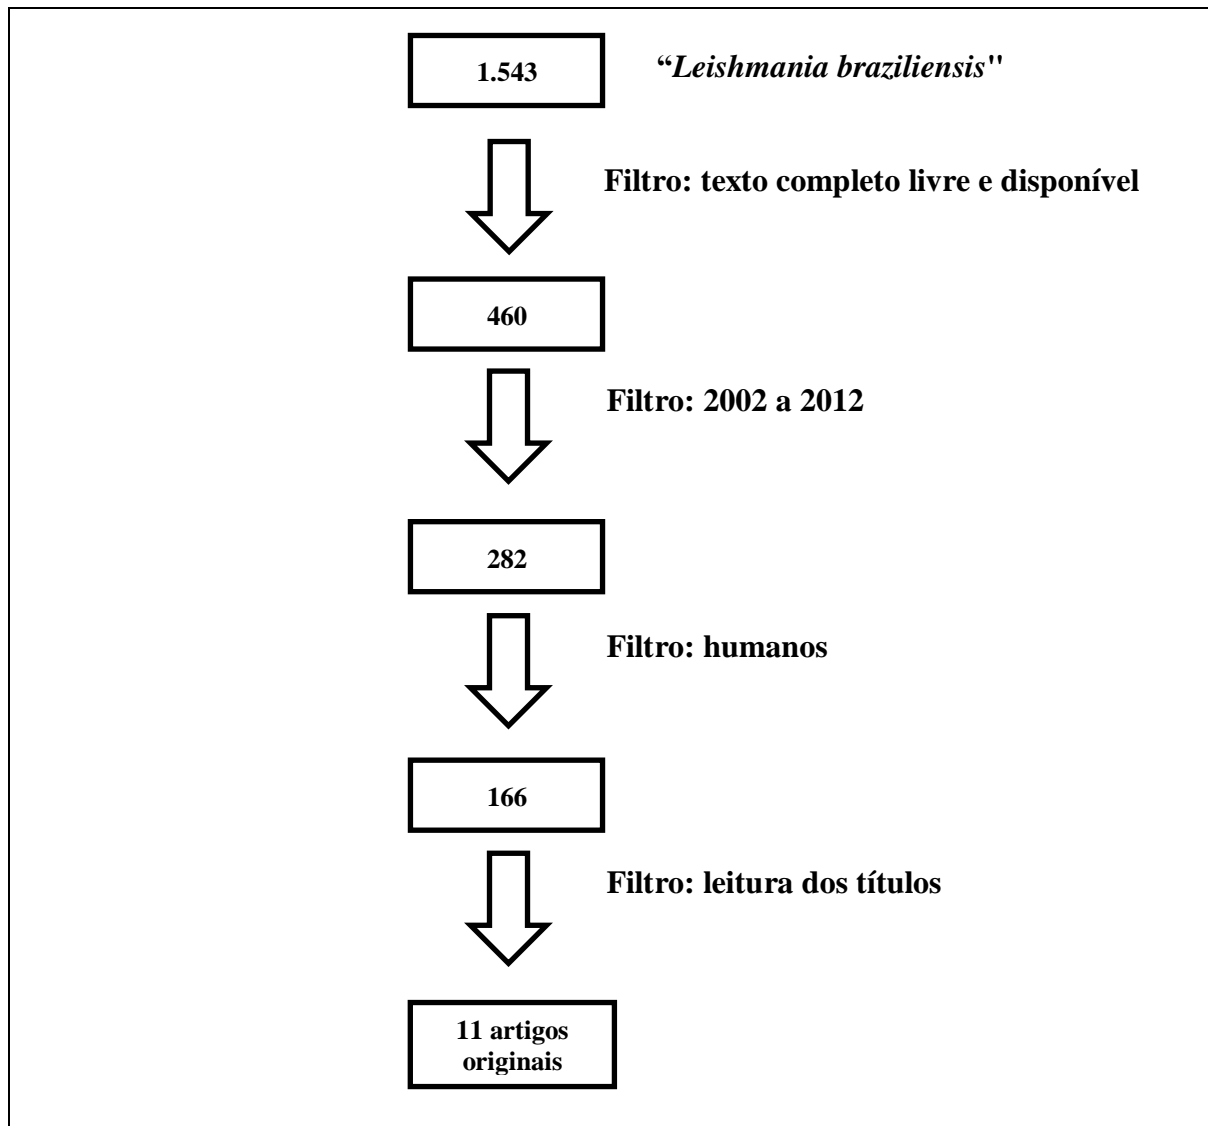 1.543
“Leishmania braziliensis"
Filtro: texto completo livre e disponível
460
Filtro: 2002 a 2012
282
Filtro: humanos
166
Filtro: leitura dos títulos
11 artigos
originais